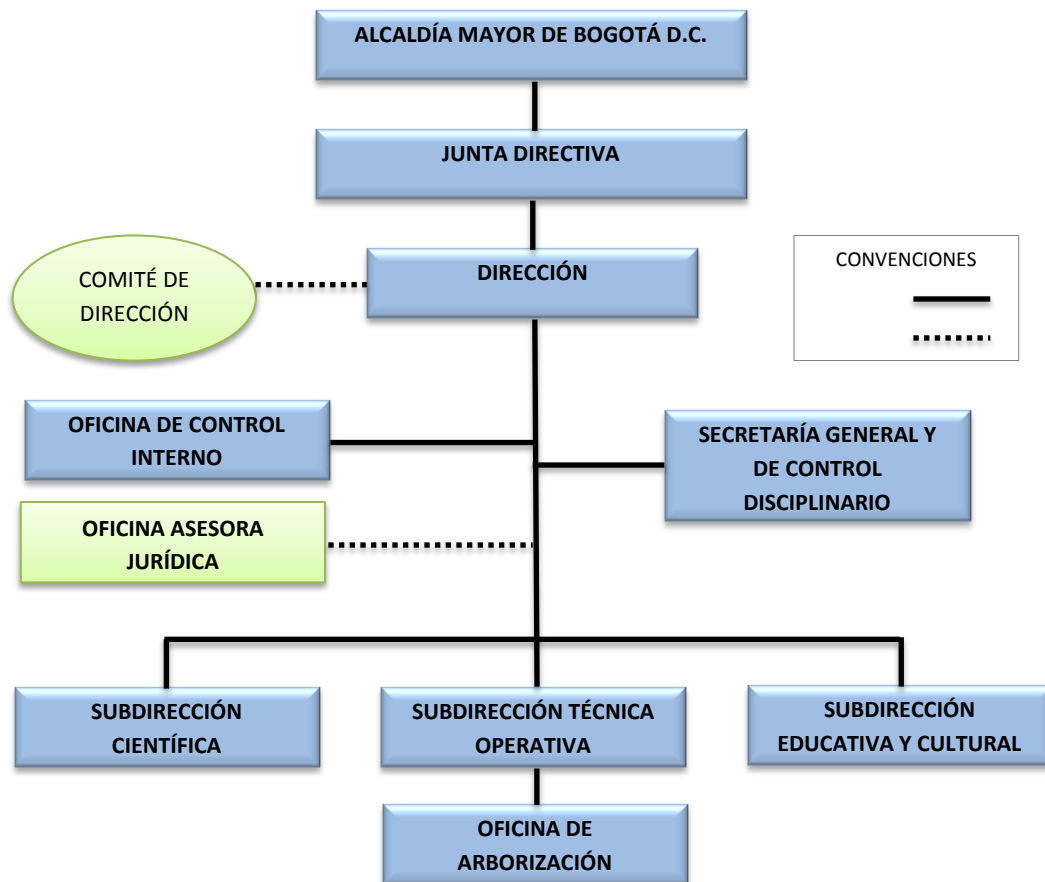 ALCALDÍA MAYOR DE BOGOTÁ D.C.
JUNTA DIRECTIVA
COMITÉ DE
DIRECCIÓN
DIRECCIÓN
CONVENCIONES
OFICINA DE CONTROL
INTERNO
SECRETARÍA GENERAL Y
DE CONTROL
DISCIPLINARIO
OFICINA ASESORA
JURÍDICA
SUBDIRECCIÓN
CIENTÍFICA
SUBDIRECCIÓN TÉCNICA
OPERATIVA
SUBDIRECCIÓN
EDUCATIVA Y CULTURAL
OFICINA DE
ARBORIZACIÓN